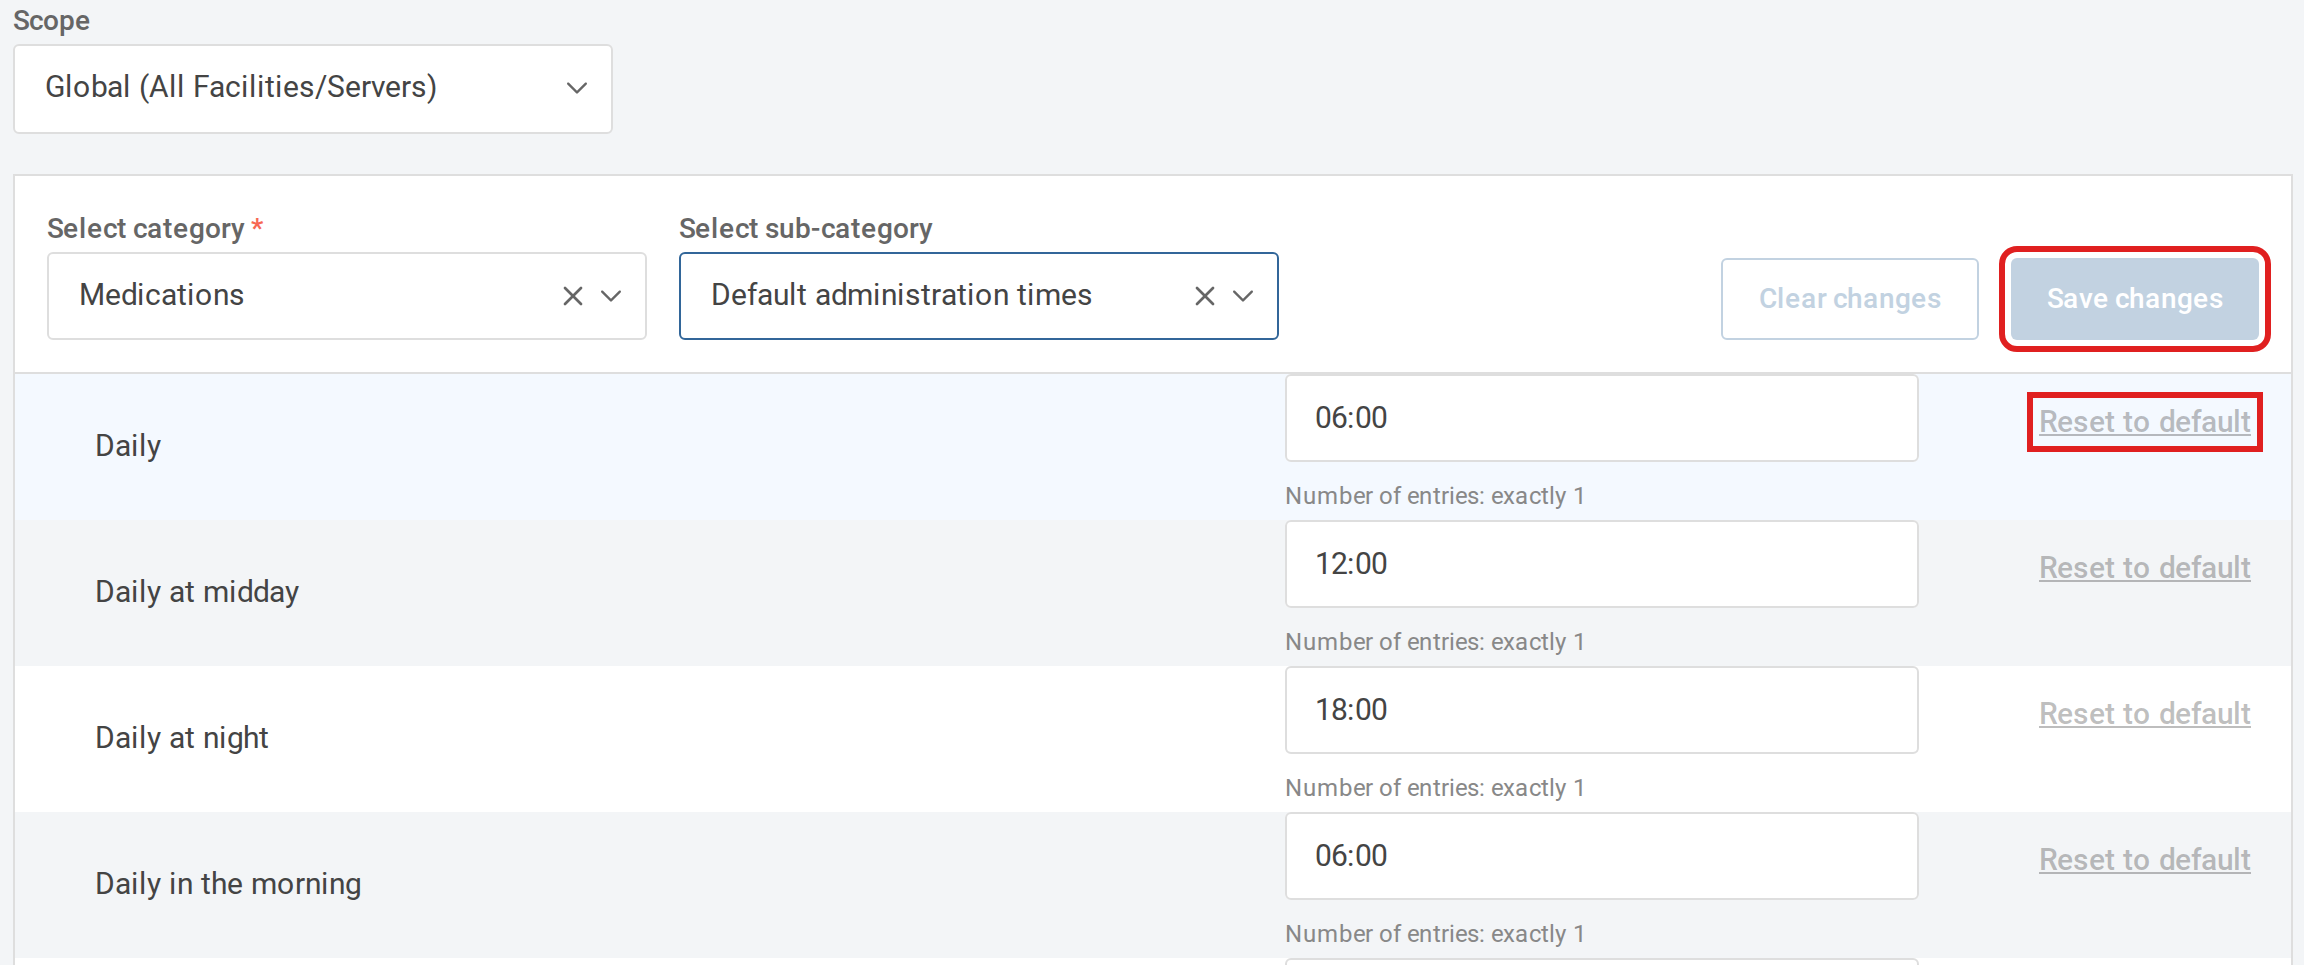 Scope
Global (All Facilities/Servers)
Select category *
Select sub-category
Medications
Default administration times
Clear changes
Save changes
Daily
06:00
Reset to default
Number of entries: exactly 1
Daily at midday
12:00
Reset to default
Number of entries: exactly 1
Daily at night
18:00
Reset to default
Number of entries: exactly 1
Daily in the morning
06:00
Reset to default
Number of entries: exactly 1